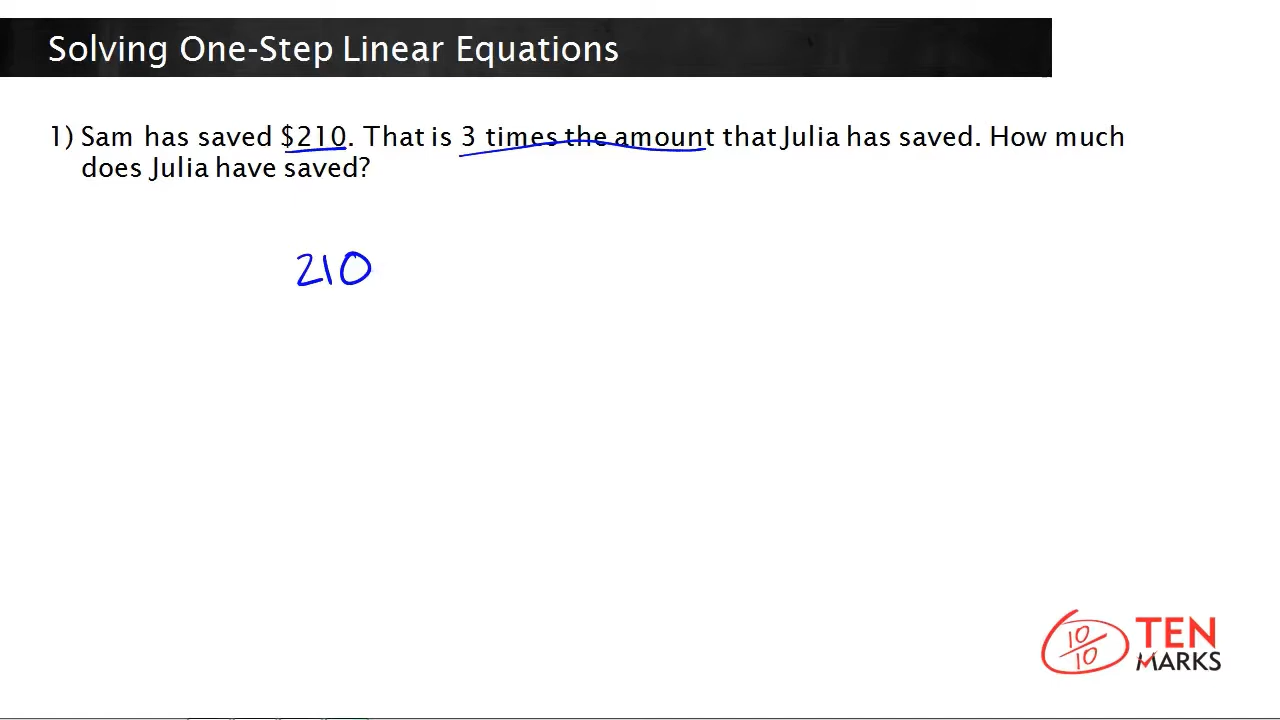 Solving One-Step Linear Equations
1) Sam has saved $210. That is 3 times the amount that Julia has saved. How much
does Julia have saved?
210
10
10
TEN
MARKS